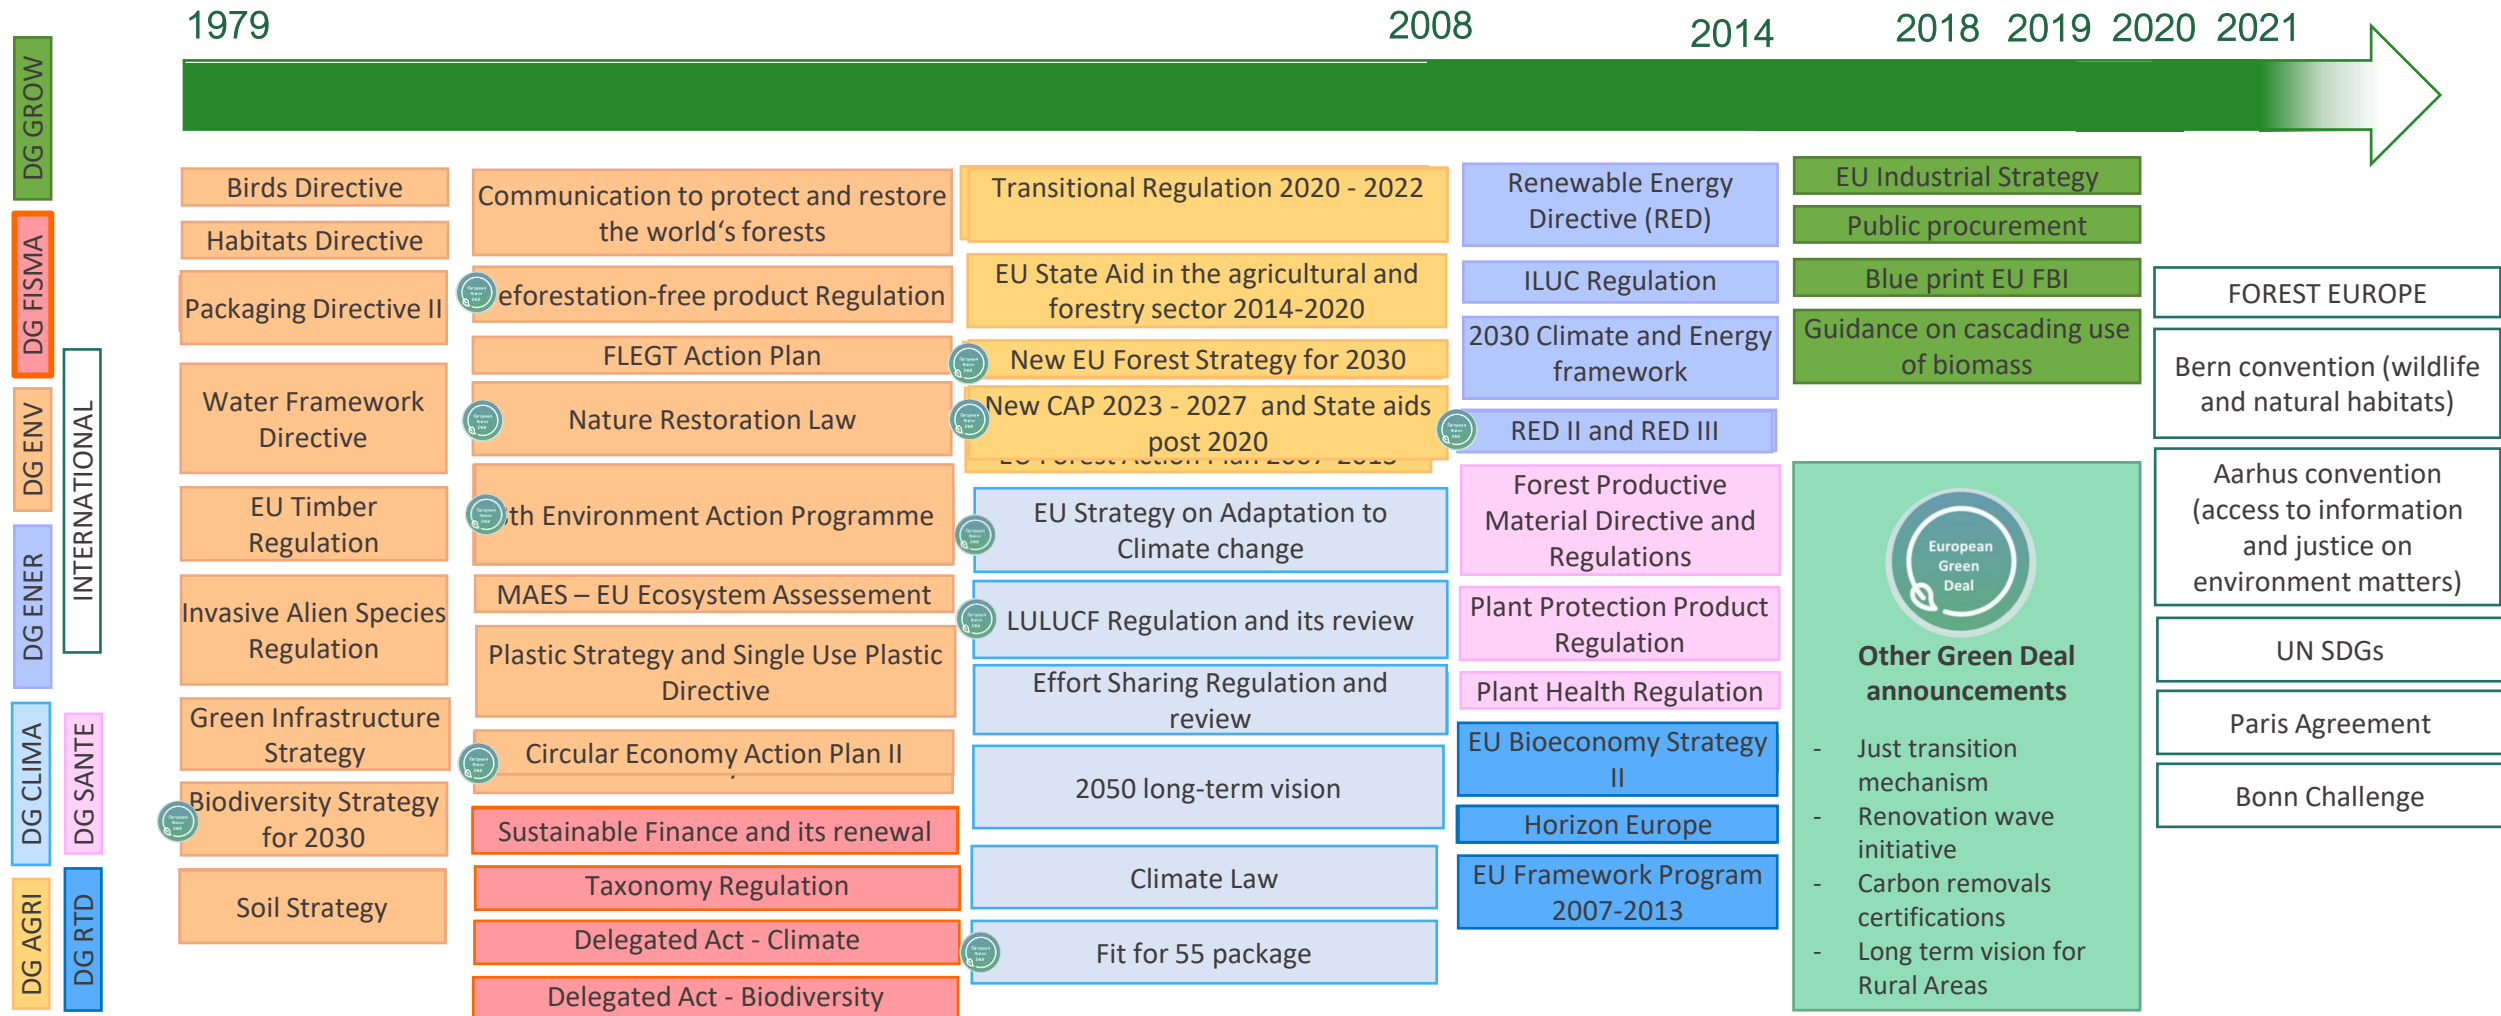 1979
2008
2014
2018
2019
2020
2021
DG GROW
DG FISMA
DG ENV
DG ENER
DG CLIMA
DG AGRI
INTERNATIONAL
DG SANTE
DG RTD
Birds Directive
Habitats Directive
Packaging Directive II
Water Framework
Directive
EU Timber
Regulation
Invasive Alien Species
Regulation
Green Infrastructure
Strategy
Biodiversity Strategy
for 2030
Soil Strategy
Communication to protect and restore
the world's forests
eforestation-free product Regulation
FLEGT Action Plan
Nature Restoration Law
th Environment Action Programme
MAES – EU Ecosystem Assessement
Plastic Strategy and Single Use Plastic
Directive
Circular Economy Action Plan II
Sustainable Finance and its renewal
Taxonomy Regulation
Delegated Act - Climate
Delegated Act - Biodiversity
Transitional Regulation 2020 - 2022
EU State Aid in the agricultural and
forestry sector 2014-2020
New EU Forest Strategy for 2030
New CAP 2023 - 2027 and State aids
post 2020
EU Forest Action Plan 2007-2013
EU Strategy on Adaptation to
Climate change
LULUCF Regulation and its review
Effort Sharing Regulation and
review
2050 long-term vision
Climate Law
Fit for 55 package
Renewable Energy
Directive (RED)
ILUC Regulation
2030 Climate and Energy
framework
RED II and RED III
Forest Productive
Material Directive and
Regulations
Plant Protection Product
Regulation
Plant Health Regulation
EU Bioeconomy Strategy
II
Horizon Europe
EU Framework Program
2007-2013
EU Industrial Strategy
Public procurement
Blue print EU FBI
Guidance on cascading use
of biomass
European
Green
Deal
Other Green Deal
announcements
- Just transition
mechanism
- Renovation wave
initiative
- Carbon removals
certifications
- Long term vision for
Rural Areas
FOREST EUROPE
Bern convention (wildlife
and natural habitats)
Aarhus convention
(access to information
and justice on
environment matters)
UN SDGs
Paris Agreement
Bonn Challenge